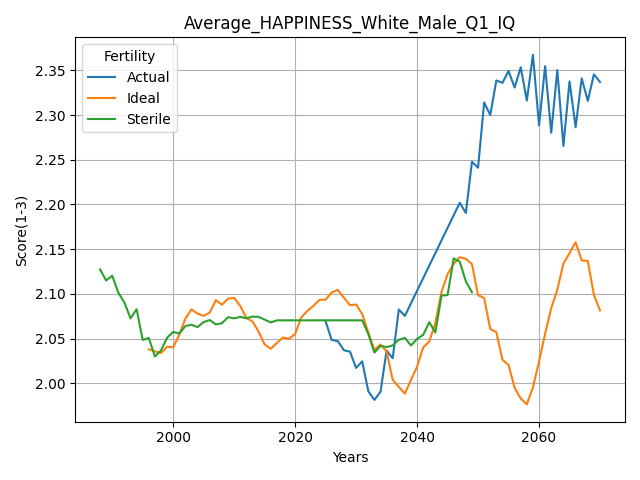 Average_HAPPINESS_White_Male_Q1_IQ
Fertility
Actual
Ideal
Sterile
Score(1-3)
2.35
2.30
2.25
2.20
2.15
2.10
2.05
2.00
2000
2020
2040
2060
Years